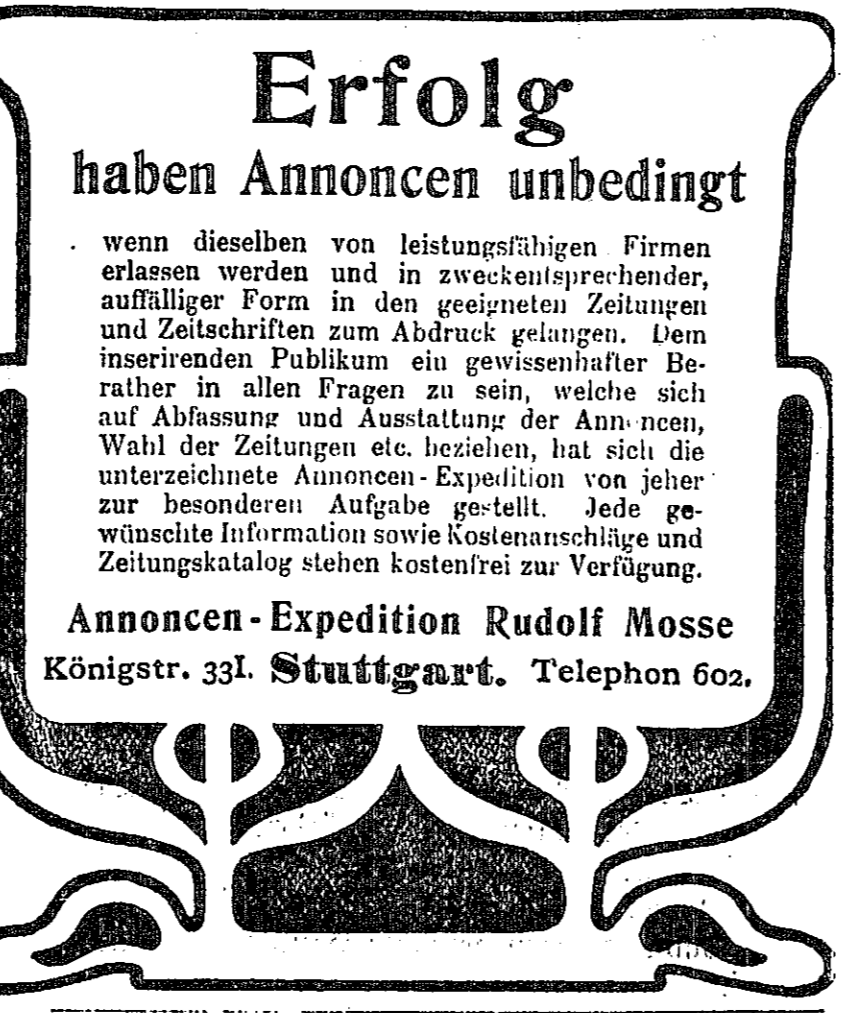 Erfolg
haben Annoncen unbedingt
wenn dieselben von leistungsfähigen Firmen
erlassen werden und in zweckentsprechender,
auffälliger Form in den geeigneten Zeitungen
und Zeitschriften zum Abdruck gelangen. Dem
inserirenden Publikum ein gewissenhafter Be-
rather in allen Fragen zu sein, welche sich
auf Abfassung und Ausstattung der Annoncen,
Wahl der Zeitungen etc. beziehen, hat sich die
unterzeichnete Annoncen-Expedition von jeher
zur besonderen Aufgabe gestellt. Jede ge-
wünschte Information sowie Kostenanschläge und
Zeitungskatalog stehen kostenfrei zur Verfügung.
Annoncen-Expedition Rudolf Mosse
Königstr. 33I. Stuttgart. Telephon 602.